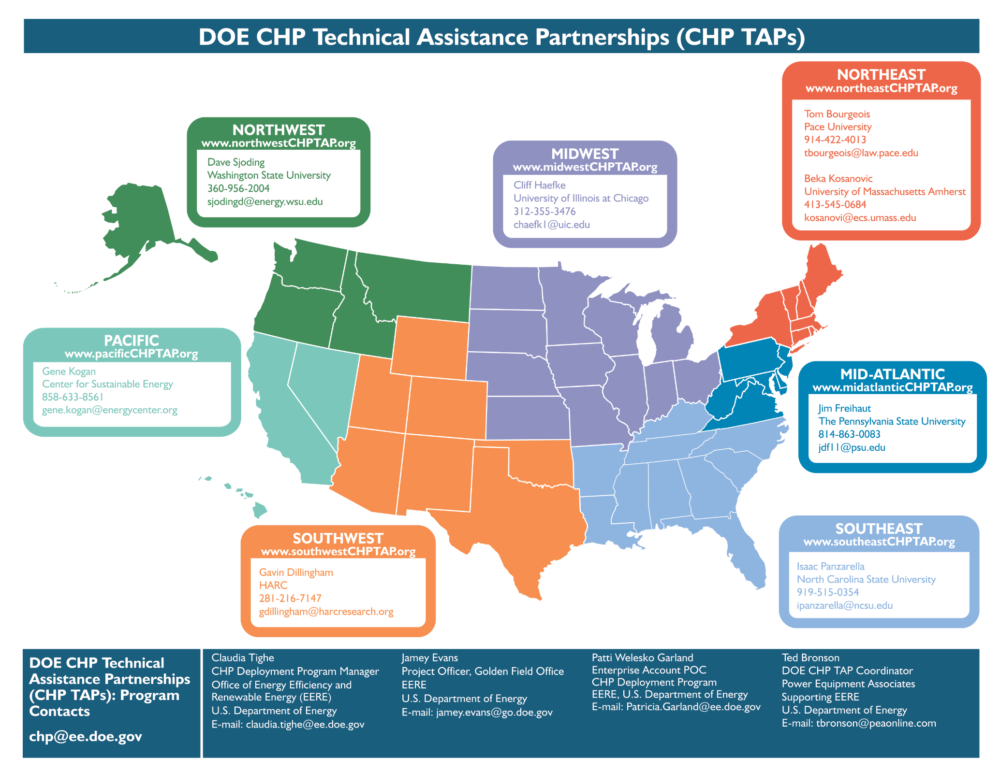 DOE CHP Technical Assistance Partnerships (CHP TAPs)
NORTHEAST
www.northeastCHPTAP.org
Tom Bourgeois
Pace University
914-422-4013
tbourgeois@law.pace.edu
Beka Kosanovic
University of Massachusetts Amherst
413-545-0684
kosanovi@ecs.umass.edu
NORTHWEST
www.northwestCHPTAP.org
Dave Sjoding
Washington State University
360-956-2004
sjodingd@energy.wsu.edu
MIDWEST
www.midwestCHPTAP.org
Cliff Haefke
University of Illinois at Chicago
312-355-3476
chaefk1@uic.edu
PACIFIC
www.pacificCHPTAP.org
Gene Kogan
Center for Sustainable Energy
858-633-8561
gene.kogan@energycenter.org
MID-ATLANTIC
www.midatlanticCHPTAP.org
Jim Freihaut
The Pennsylvania State University
814-863-0083
jdf11@psu.edu
SOUTHWEST
www.southwestCHPTAP.org
Gavin Dillingham
HARC
281-216-7147
gdillingham@harcresearch.org
SOUTHEAST
www.southeastCHPTAP.org
Isaac Panzarella
North Carolina State University
919-515-0354
ipanzarella@ncsu.edu
DOE CHP Technical
Assistance Partnerships
(CHP TAPs): Program
Contacts
chp@ee.doe.gov
Claudia Tighe
CHP Deployment Program Manager
Office of Energy Efficiency and
Renewable Energy (EERE)
U.S. Department of Energy
E-mail: claudia.tighe@ee.doe.gov
Jamey Evans
Project Officer, Golden Field Office
EERE
U.S. Department of Energy
E-mail: jamey.evans@go.doe.gov
Patti Welesko Garland
Enterprise Account POC
CHP Deployment Program
EERE, U.S. Department of Energy
E-mail: Patricia.Garland@ee.doe.gov
Ted Bronson
DOE CHP TAP Coordinator
Power Equipment Associates
Supporting EERE
U.S. Department of Energy
E-mail: tbronson@peaonline.com